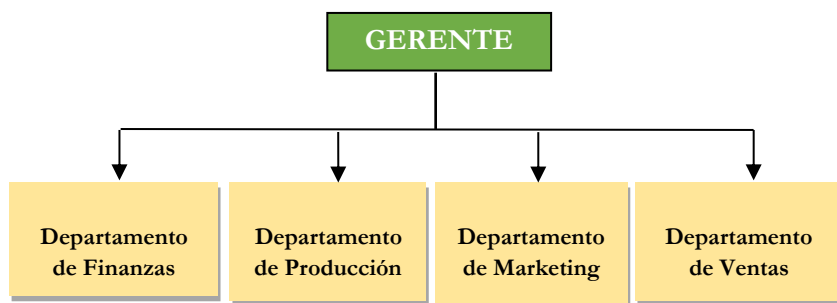 GERENTE
Departamento
de Finanzas
Departamento
de Producción
Departamento
de Marketing
Departamento
de Ventas